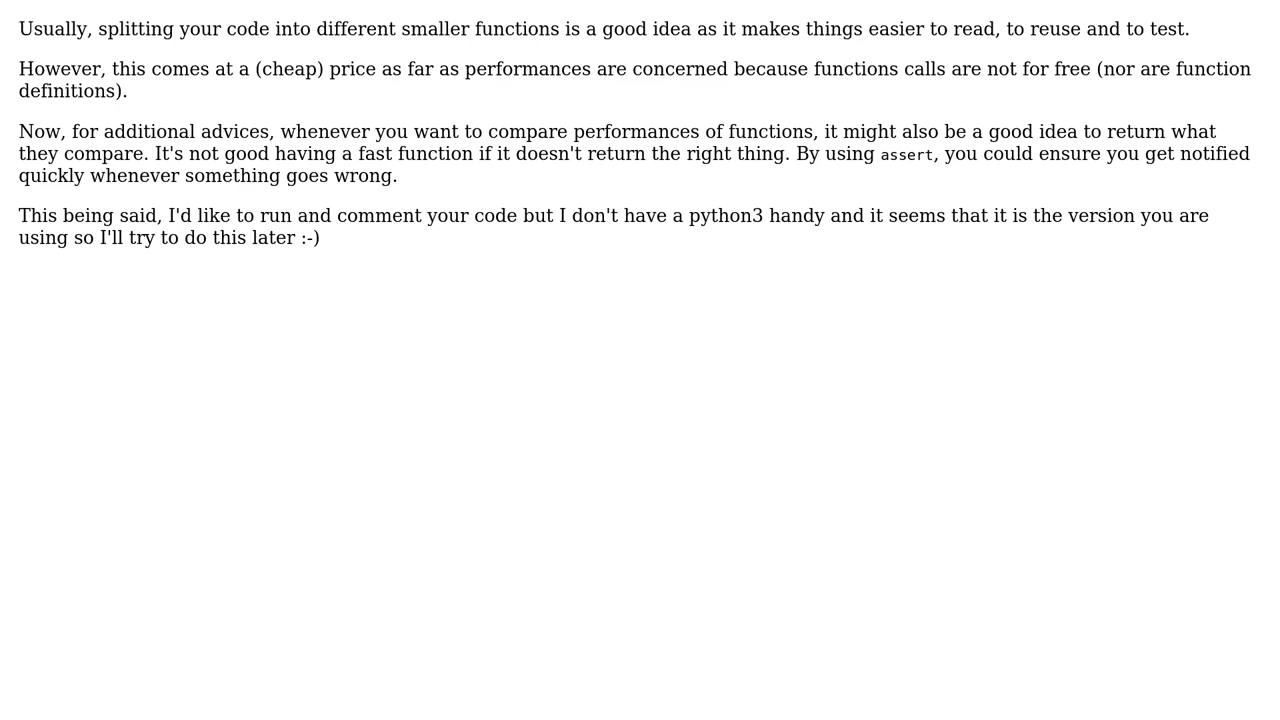 Usually, splitting your code into different smaller functions is a good idea as it makes things easier to read, to reuse and to test.
However, this comes at a (cheap) price as far as performances are concerned because functions calls are not for free (nor are function
definitions).
Now, for additional advices, whenever you want to compare performances of functions, it might also be a good idea to return what
they compare. It's not good having a fast function if it doesn't return the right thing. By using assert, you could ensure you get notified
quickly whenever something goes wrong.
This being said, I'd like to run and comment your code but I don't have a python3 handy and it seems that it is the version you are
using so I'll try to do this later :-)